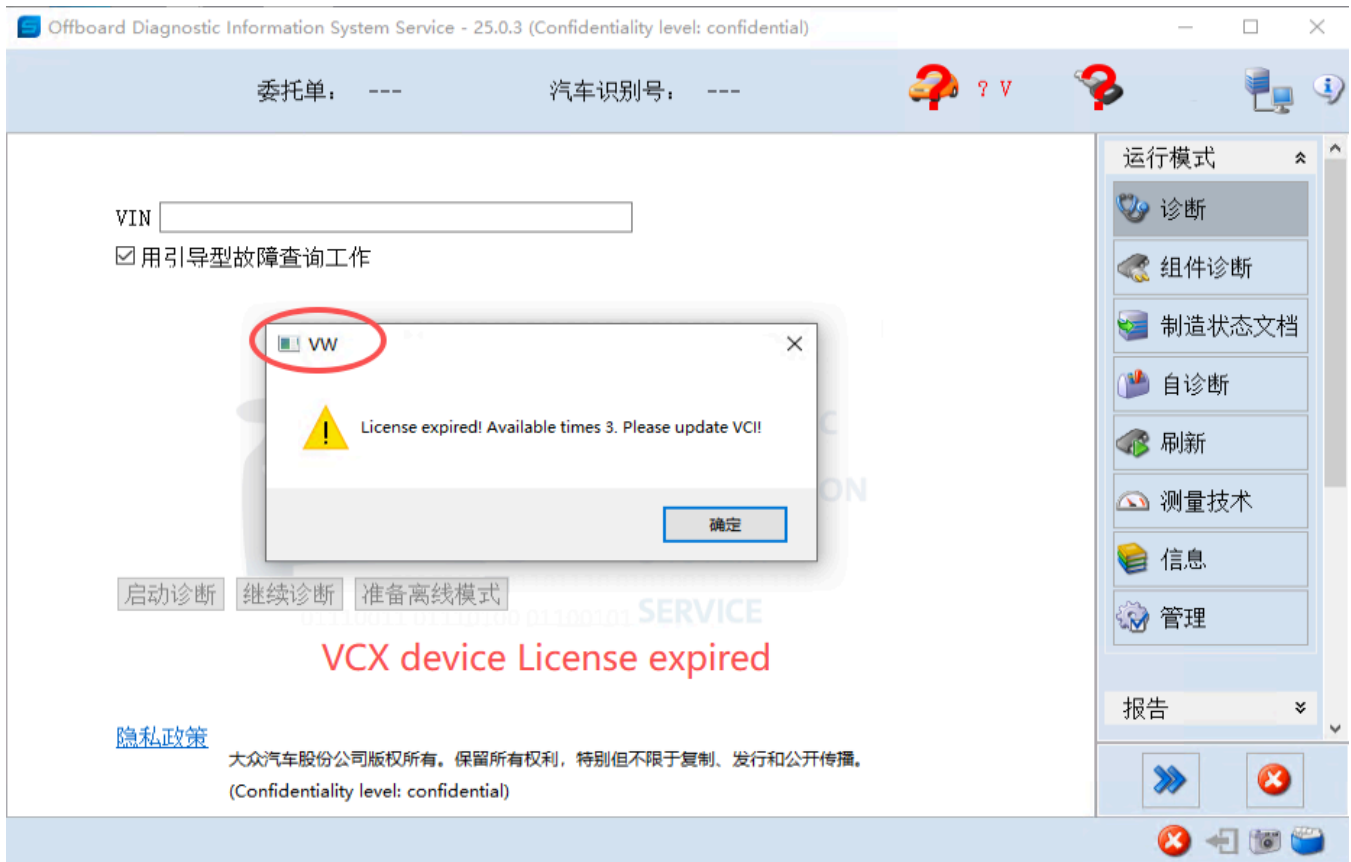 Offboard Diagnostic Information System Service - 25.0.3 (Confidentiality level: confidential)
委托单： --- 汽车识别号： --- ? V
运行模式
VIN
诊断
用引导型故障查询工作
组件诊断
制造状态文档
VW
自诊断
License expired! Available times 3. Please update VCI!
刷新
测量技术
确定
信息
启动诊断 继续诊断 准备离线模式
SERVICE
管理
VCX device License expired
报告
隐私政策
大众汽车股份公司版权所有。保留所有权利，特别但不限于复制、发行和公开传播。
(Confidentiality level: confidential)